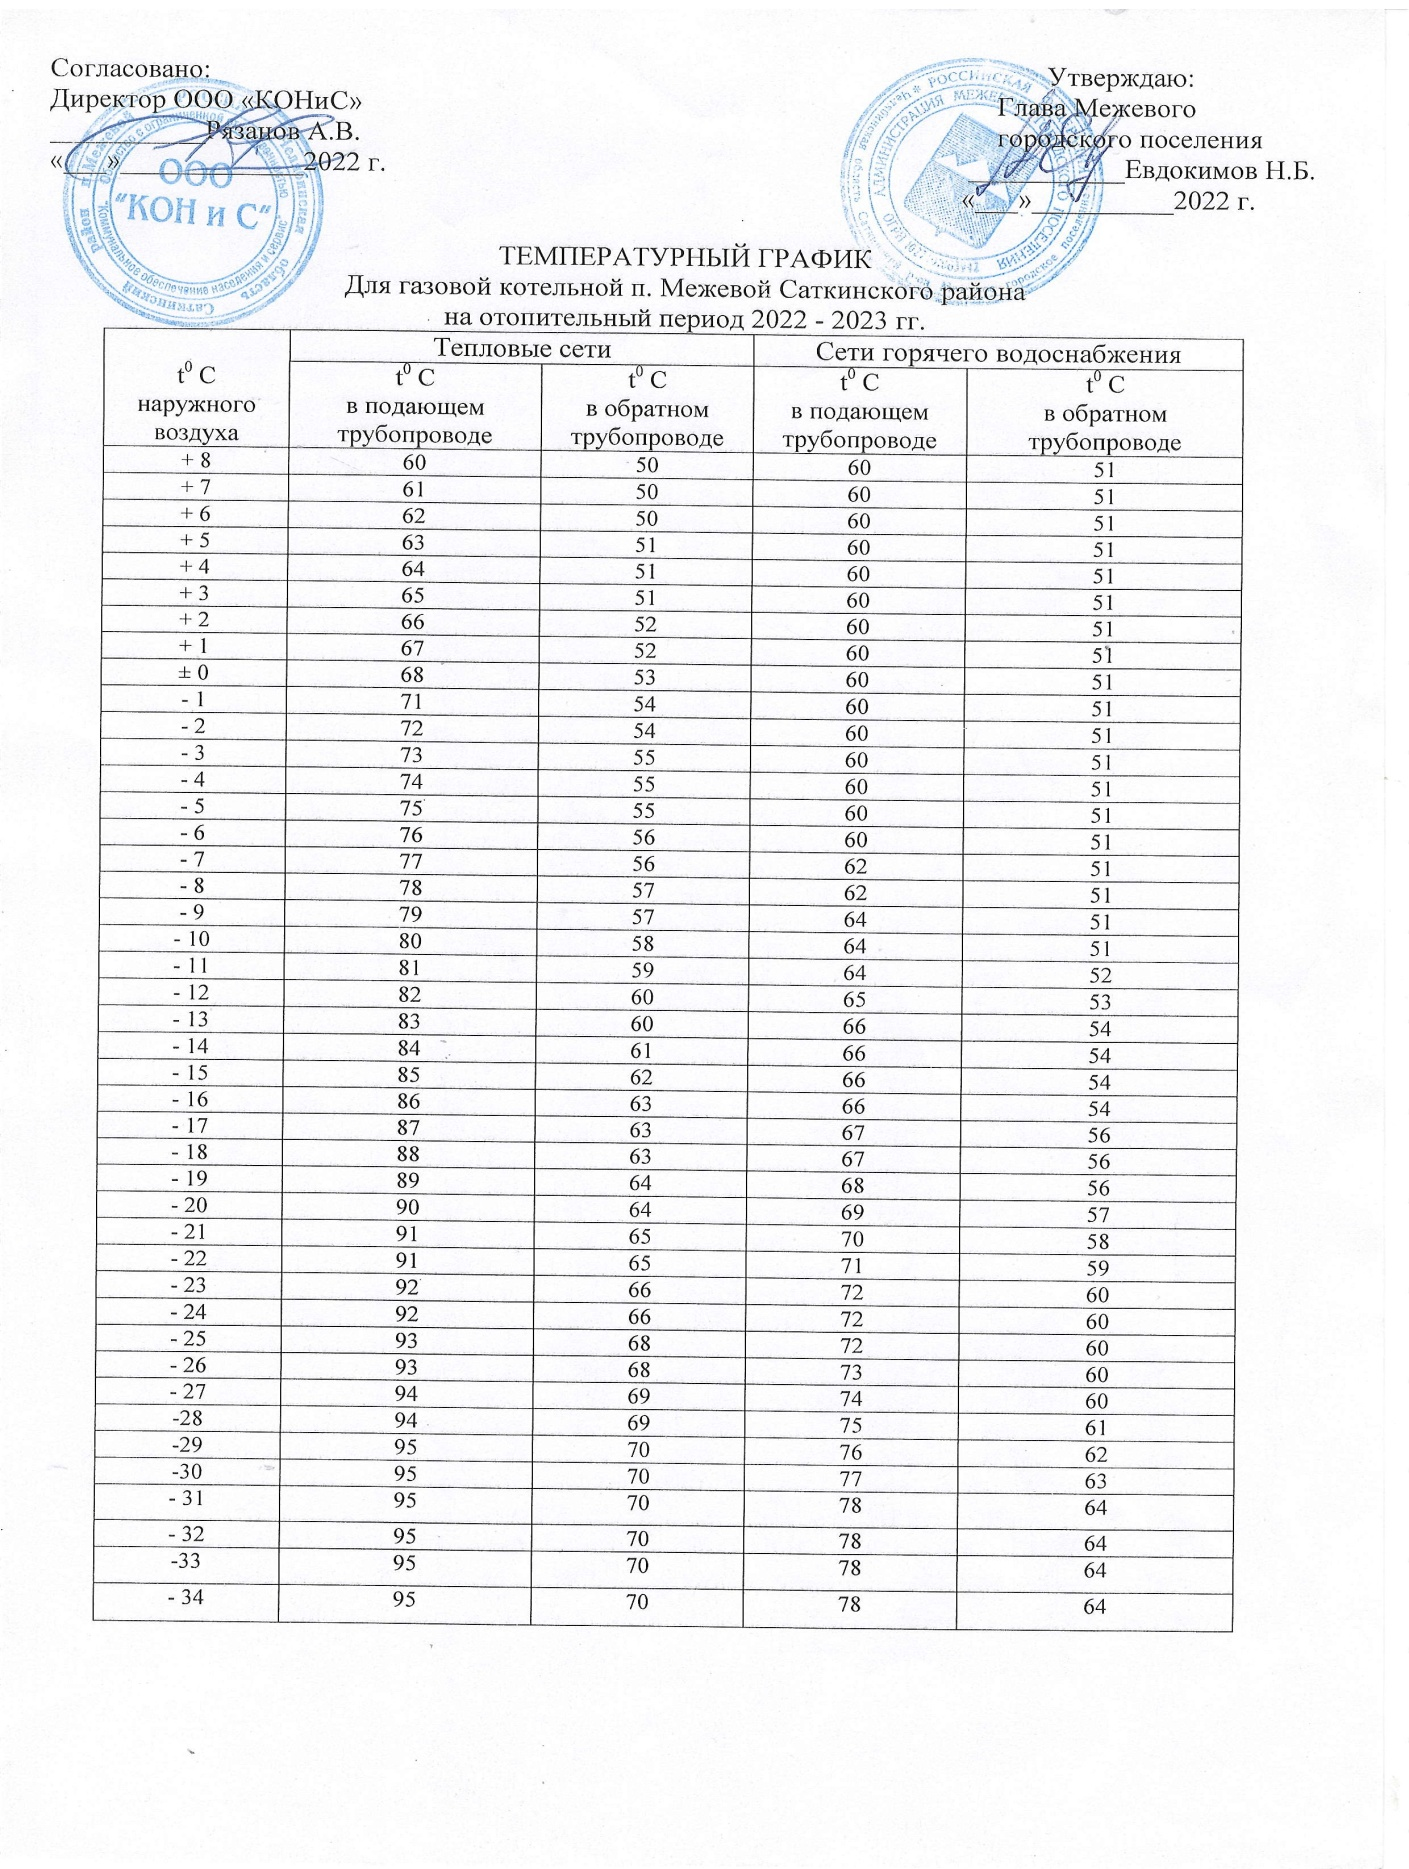 Согласовано:
Директор ООО «КОНиС»
___________Рязанов А.В.
«___»_____________2022 г.
ООО
"КОН и С"
Утверждаю:
Глава Межевого
городского поселения
___________Евдокимов Н.Б.
«___»__________2022 г.
ТЕМПЕРАТУРНЫЙ ГРАФИК
Для газовой котельной п. Межевой Саткинского района
на отопительный период 2022 - 2023 гг.
t⁰ С наружного воздуха | Тепловые сети | Сети горячего водоснабжения
t⁰ С в подающем трубопроводе | t⁰ С в обратном трубопроводе | t⁰ С в подающем трубопроводе | t⁰ С в обратном трубопроводе
+ 8 60 50 60 51
+ 7 61 50 60 51
+ 6 62 50 60 51
+ 5 63 51 60 51
+ 4 64 51 60 51
+ 3 65 51 60 51
+ 2 66 52 60 51
+ 1 67 52 60 51
± 0 68 53 60 51
- 1 71 54 60 51
- 2 72 54 60 51
- 3 73 55 60 51
- 4 74 55 60 51
- 5 75 55 60 51
- 6 76 56 60 51
- 7 77 56 62 51
- 8 78 57 62 51
- 9 79 57 64 51
- 10 80 58 64 51
- 11 81 59 64 52
- 12 82 60 65 53
- 13 83 60 66 54
- 14 84 61 66 54
- 15 85 62 66 54
- 16 86 63 66 54
- 17 87 63 67 56
- 18 88 63 67 56
- 19 89 64 68 56
- 20 90 64 69 57
- 21 91 65 70 58
- 22 91 65 71 59
- 23 92 66 72 60
- 24 92 66 72 60
- 25 93 68 72 60
- 26 93 68 73 60
- 27 94 69 74 60
-28 94 69 75 61
-29 95 70 76 62
-30 95 70 77 63
- 31 95 70 78 64
- 32 95 70 78 64
-33 95 70 78 64
- 34 95 70 78 64